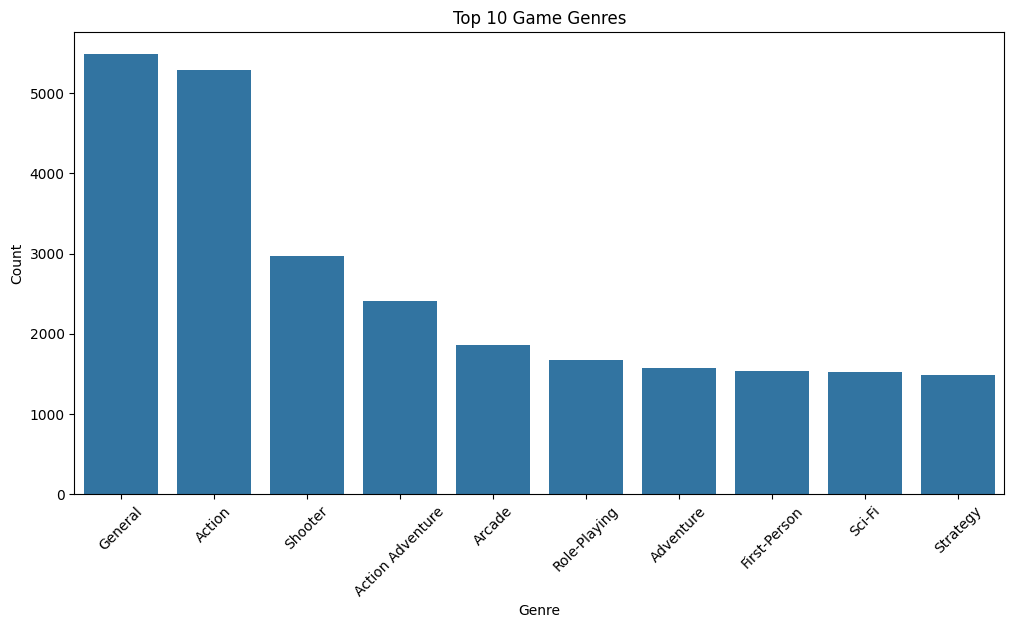 Top 10 Game Genres
Count
5000
4000
3000
2000
1000
0
General
Action
Shooter
Action Adventure
Arcade
Role-Playing
Adventure
First-Person
Sci-Fi
Strategy
Genre